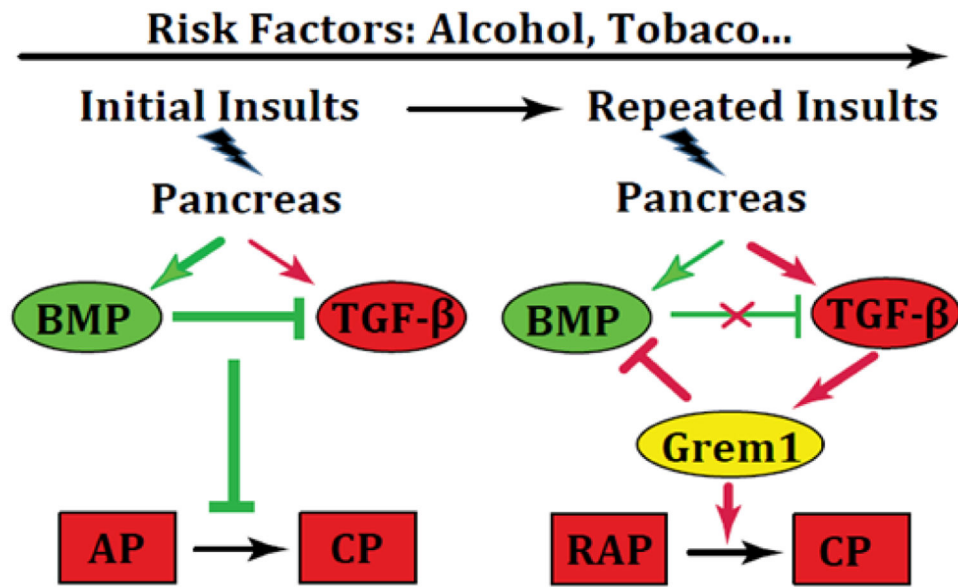 Risk Factors: Alcohol, Tobaco...
Initial Insults
Repeated Insults
Pancreas
Pancreas
BMP
TGF-β
BMP
TGF-β
Grem1
AP
CP
RAP
CP